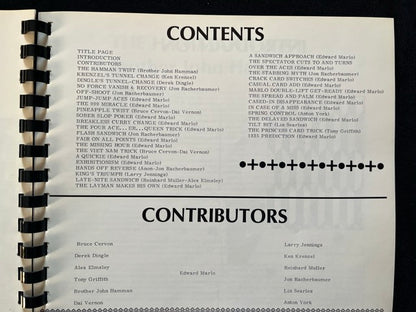 CONTENTS
TITLE PAGE
INTRODUCTION
CONTRIBUTORS
THE HAMMAN TWIST (Brother John Hamman)
KRENZEL'S TUNNEL CHANGE (Ken Krenzel)
DINGLE'S TUNNEL-CHANGE (Derek Dingle)
NO FORCE VANISH & RECOVERY (Jon Racherbaumer)
OFF-SHOOT (Jon Racherbaumer)
JUMP-JUMP ACES (Edward Marlo)
THE 999 MIRACLE (Edward Marlo)
PINEAPPLE TWIST (Bruce Cervon-Dai Vernon)
SOBER SLOP POKER (Edward Marlo)
BREAKLESS CURRY CHANGE (Edward Marlo)
THE FOUR ACE,..ER,..QUEEN TRICK (Edward Marlo)
FLASH SANDWICH (Jon Racherbaumer)
FAIR ON ALL POINTS (Edward Marlo)
THE MISSING HOUR (Edward Marlo)
THE VIET NAM TRICK (Bruce Cervon-Dai Vernon)
A QUICKIE (Edward Marlo)
EXHIBITIONISM (Edward Marlo)
HANDS OFF REVERSE (Anon-Jon Racherbaumer)
KING'S TRIUMPH (Larry Jennings)
LATE-NITE SANDWICH (Reinhard Muller-Alex Elmsley)
THE LAYMAN MAKES HIS OWN (Edward Marlo)
A SANDWICH APPROACH (Edward Marlo)
THE SPECTATOR CUTS TO AND TURNS
OVER THE ACES (Edward Marlo)
THE STABBING MYTH (Jon Racherbaumer)
CRACK CARD SWITCHES (Edward Marlo)
CASUAL CARD FOLD (Edward Marlo)
MARLO DOUBLE-LIFT GET-READY (Edward Marlo)
THE SPREAD AND PALM (Edward Marlo)
CASED-IN DISAPPEARANCE (Edward Marlo)
IN CASE OF A MISS (Edward Marlo)
SPRING CONTROL (Aston York)
THE DELAYED SANDWICH (Edward Marlo)
TILT BIT (Lin Searles)
THE PRINCESS CARD TRICK (Tony Griffith)
1835 PREDICTION (Edward Marlo)
CONTRIBUTORS
Bruce Cervon
Derek Dingle
Alex Elmsley
Tony Griffith
Brother John Hamman
Dai Vernon
Edward Marlo
Larry Jennings
Ken Krenzel
Reinhard Muller
Jon Racherbaumer
Lin Searles
Aston York